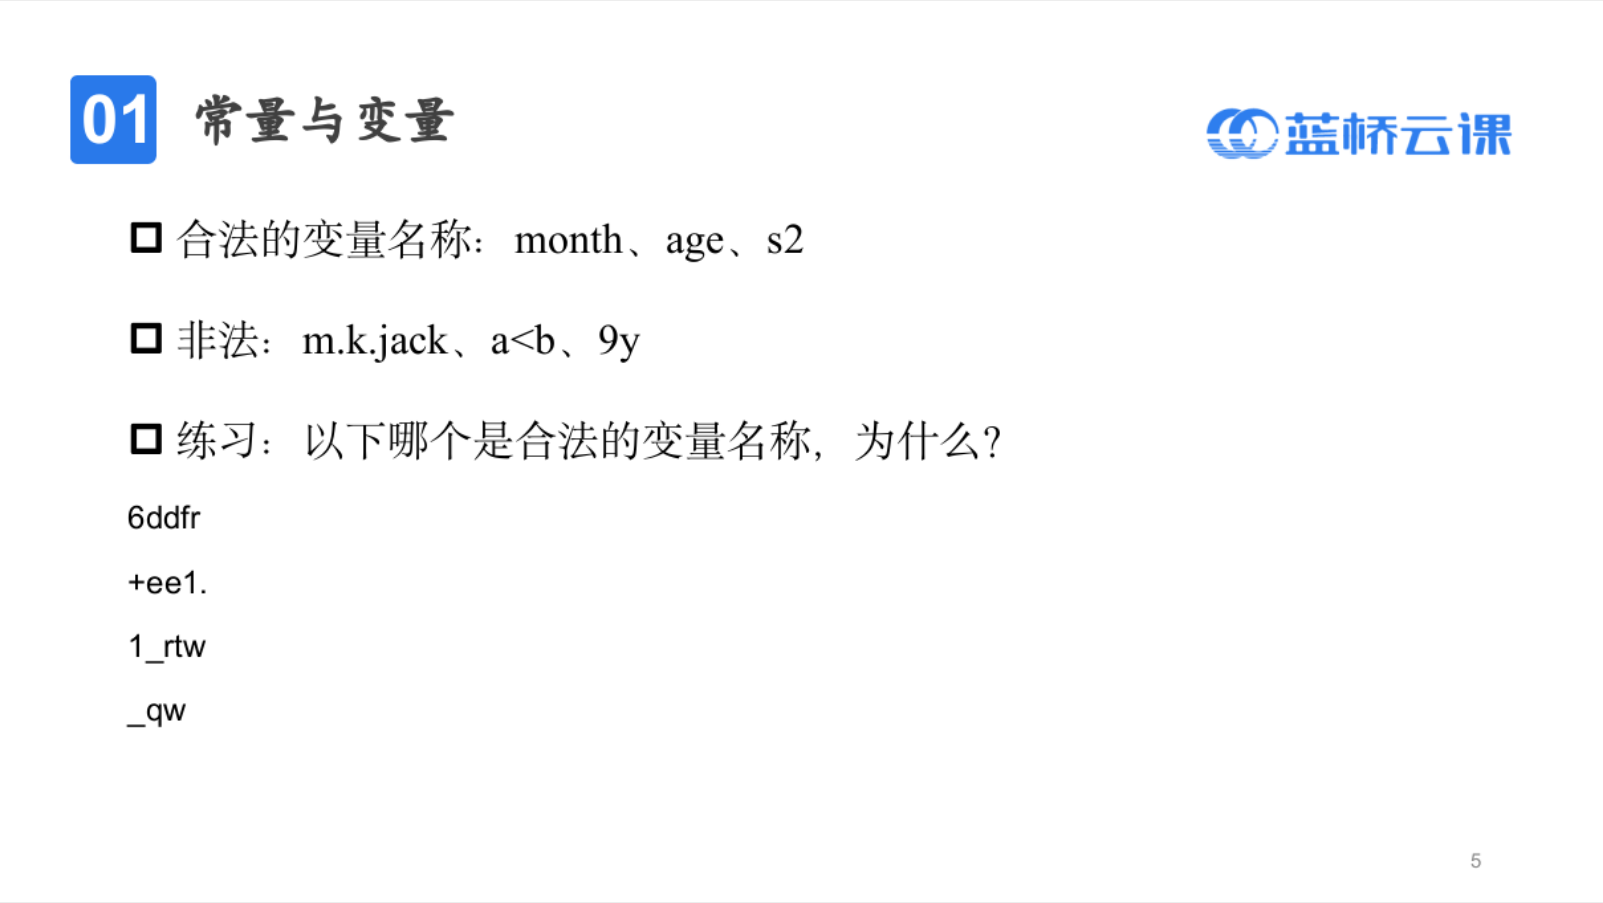 01 常量与变量
蓝桥云课
合法的变量名称：month、age、s2
非法：m.k.jack、a<b、9y
练习：以下哪个是合法的变量名称，为什么？
6ddfr
+ee1.
1_rtw
_qw
5